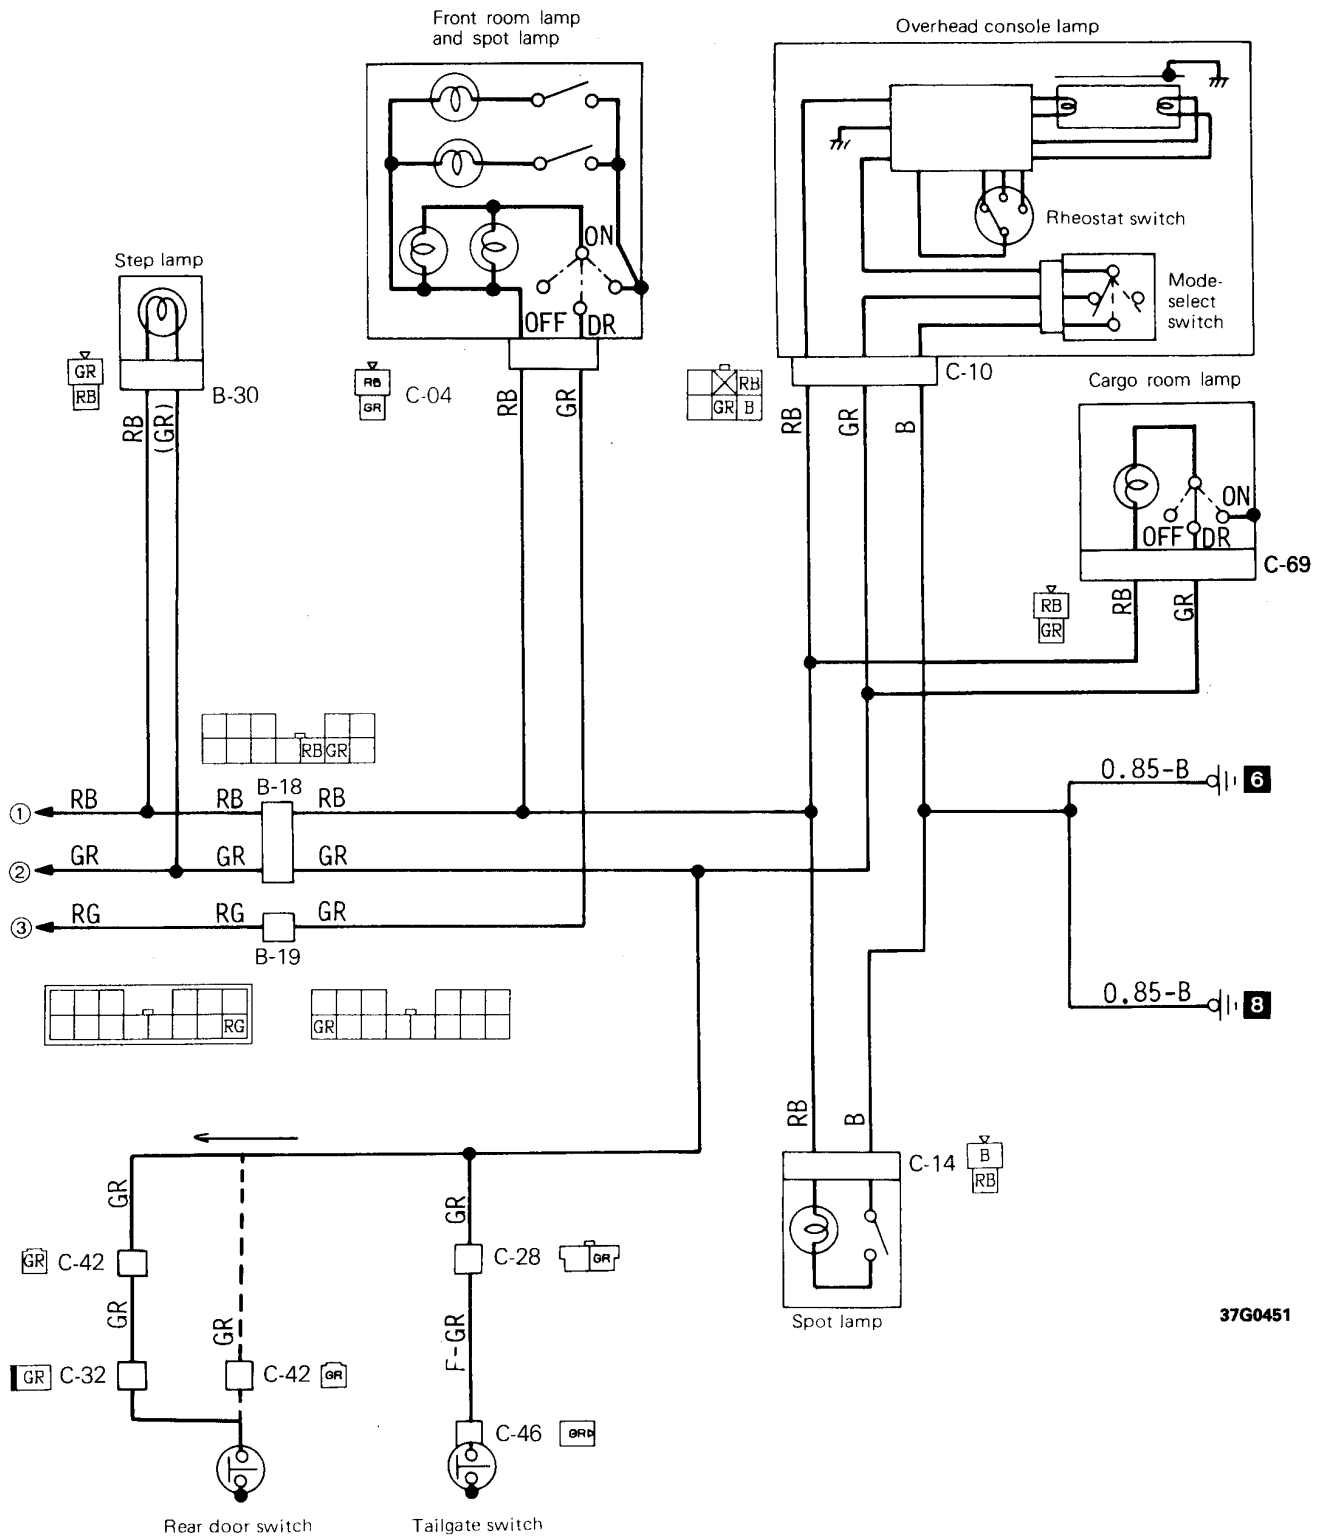 Front room lamp
and spot lamp
Overhead console lamp
ON
OFF
DR
Rheostat switch
Mode-
select
switch
Step lamp
GR
RB
B-30
RB
(GR)
RB
GR
C-04
RB
GR
RB
GR
B
C-10
RB
GR
B
Cargo room lamp
ON
OFF
DR
C-69
RB
GR
RB
GR
RB
GR
B-18
1
RB
RB
RB
2
GR
GR
GR
3
RG
RG
GR
B-19
RG
GR
0.85-B
6
0.85-B
8
RB
B
C-14
B
RB
Spot lamp
GR
GR
C-42
GR
GR
C-32
GR
C-42
GR
Rear door switch
GR
C-28
GR
F-GR
C-46
GR
Tailgate switch
37G0451